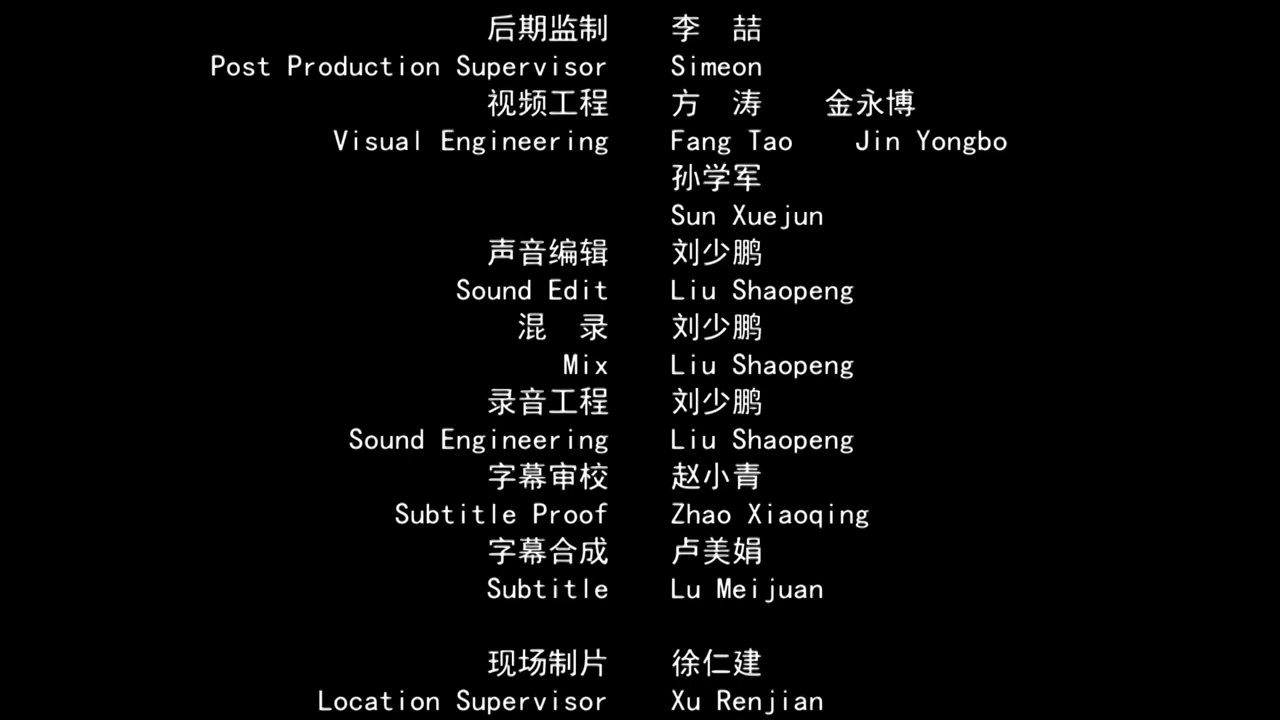 后期监制 李 喆
Post Production Supervisor Simeon
视频工程 方 涛 金永博
Visual Engineering Fang Tao Jin Yongbo
孙学军
Sun Xuejun
声音编辑 刘少鹏
Sound Edit Liu Shaopeng
混 录 刘少鹏
Mix Liu Shaopeng
录音工程 刘少鹏
Sound Engineering Liu Shaopeng
字幕审校 赵小青
Subtitle Proof Zhao Xiaoqing
字幕合成 卢美娟
Subtitle Lu Meijuan
现场制片 徐仁建
Location Supervisor Xu Renjian